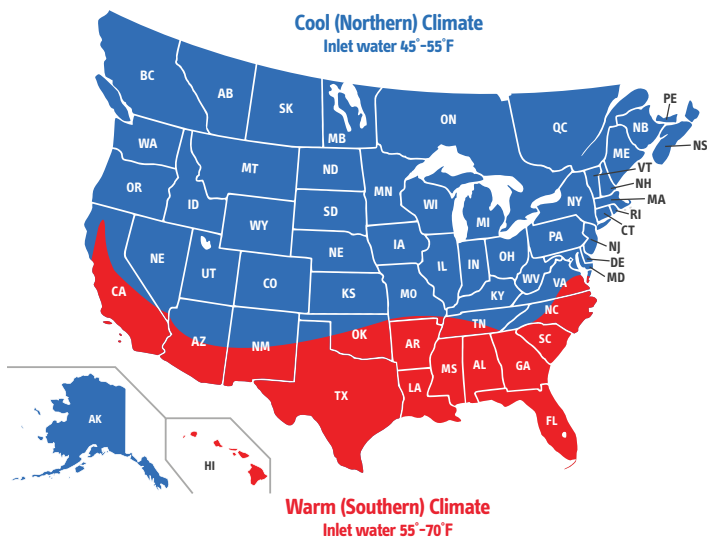 Cool (Northern) Climate
Inlet water 45°-55°F
BC
AB
SK
MB
ON
QC
PE
NB
NS
ME
WA
MT
ND
MN
VT
NH
OR
ID
SD
WI
MI
NY
MA
RI
WY
CT
IA
PA
NJ
NE
NE
IL
IN
OH
DE
UT
CO
WV
MD
CA
KS
MO
KY
VA
NC
TN
AZ
NM
OK
AR
SC
MS
AL
GA
TX
LA
AK
FL
HI
Warm (Southern) Climate
Inlet water 55°-70°F